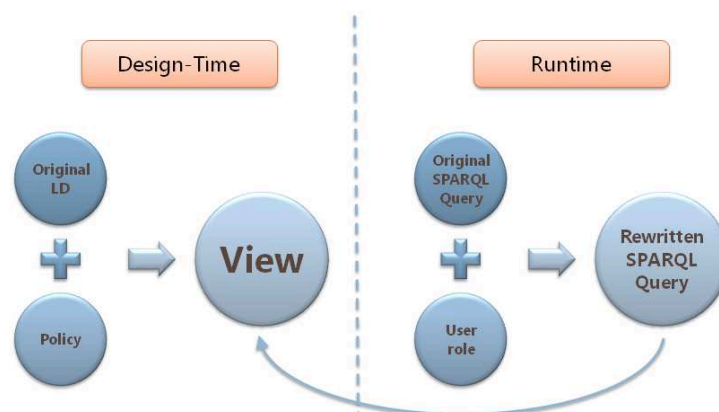 Design-Time
Runtime
Original
LD
Policy
View
Original
SPARQL
Query
User
role
Rewritten
SPARQL
Query